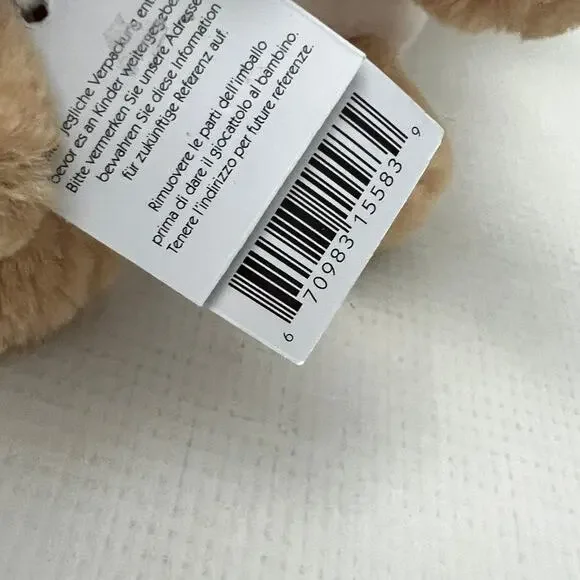 jegliche Verpackung entf
bevor es an Kinder weitergegeben
Bitte vermerken Sie unsere Adresse
bewahren Sie diese Information
für zukünftige Referenz auf.
Rimuovere le parti dell'imballo
prima di dare il giocattolo al bambino.
Tenere l'indirizzo per future referenze.
6 70983 15583 9